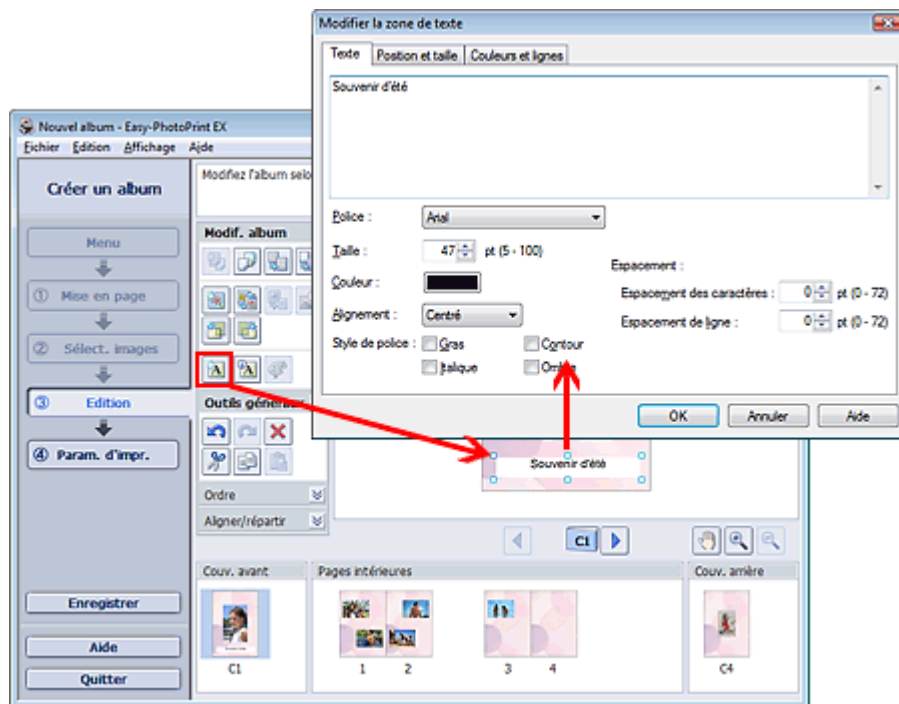 Modifier la zone de texte
Texte Position et taille Couleurs et lignes
Souvenir d'été
Police : Arial
Taille : 47 pt (5 - 100)
Couleur :
Alignement : Centré
Style de police : Gras Contour
Italique Ombre
Espacement :
Espacement des caractères : 0 pt (0 - 72)
Espacement de ligne : 0 pt (0 - 72)
OK Annuler Aide
Nouvel album - Easy-PhotoPrint EX
Fichier Édition Affichage Aide
Créer un album
Modifiez l'album selo
Menu
① Mise en page
② Sélect. images
③ Edition
④ Param. d'impr.
Enregistrer
Aide
Quitter
Modif. album
Outils généraux
Ordre
Aligner/répartir
Souvenir d'été
C1
Couv. avant
Pages intérieures
Couv. arrière
C1
1 2 3 4
C4